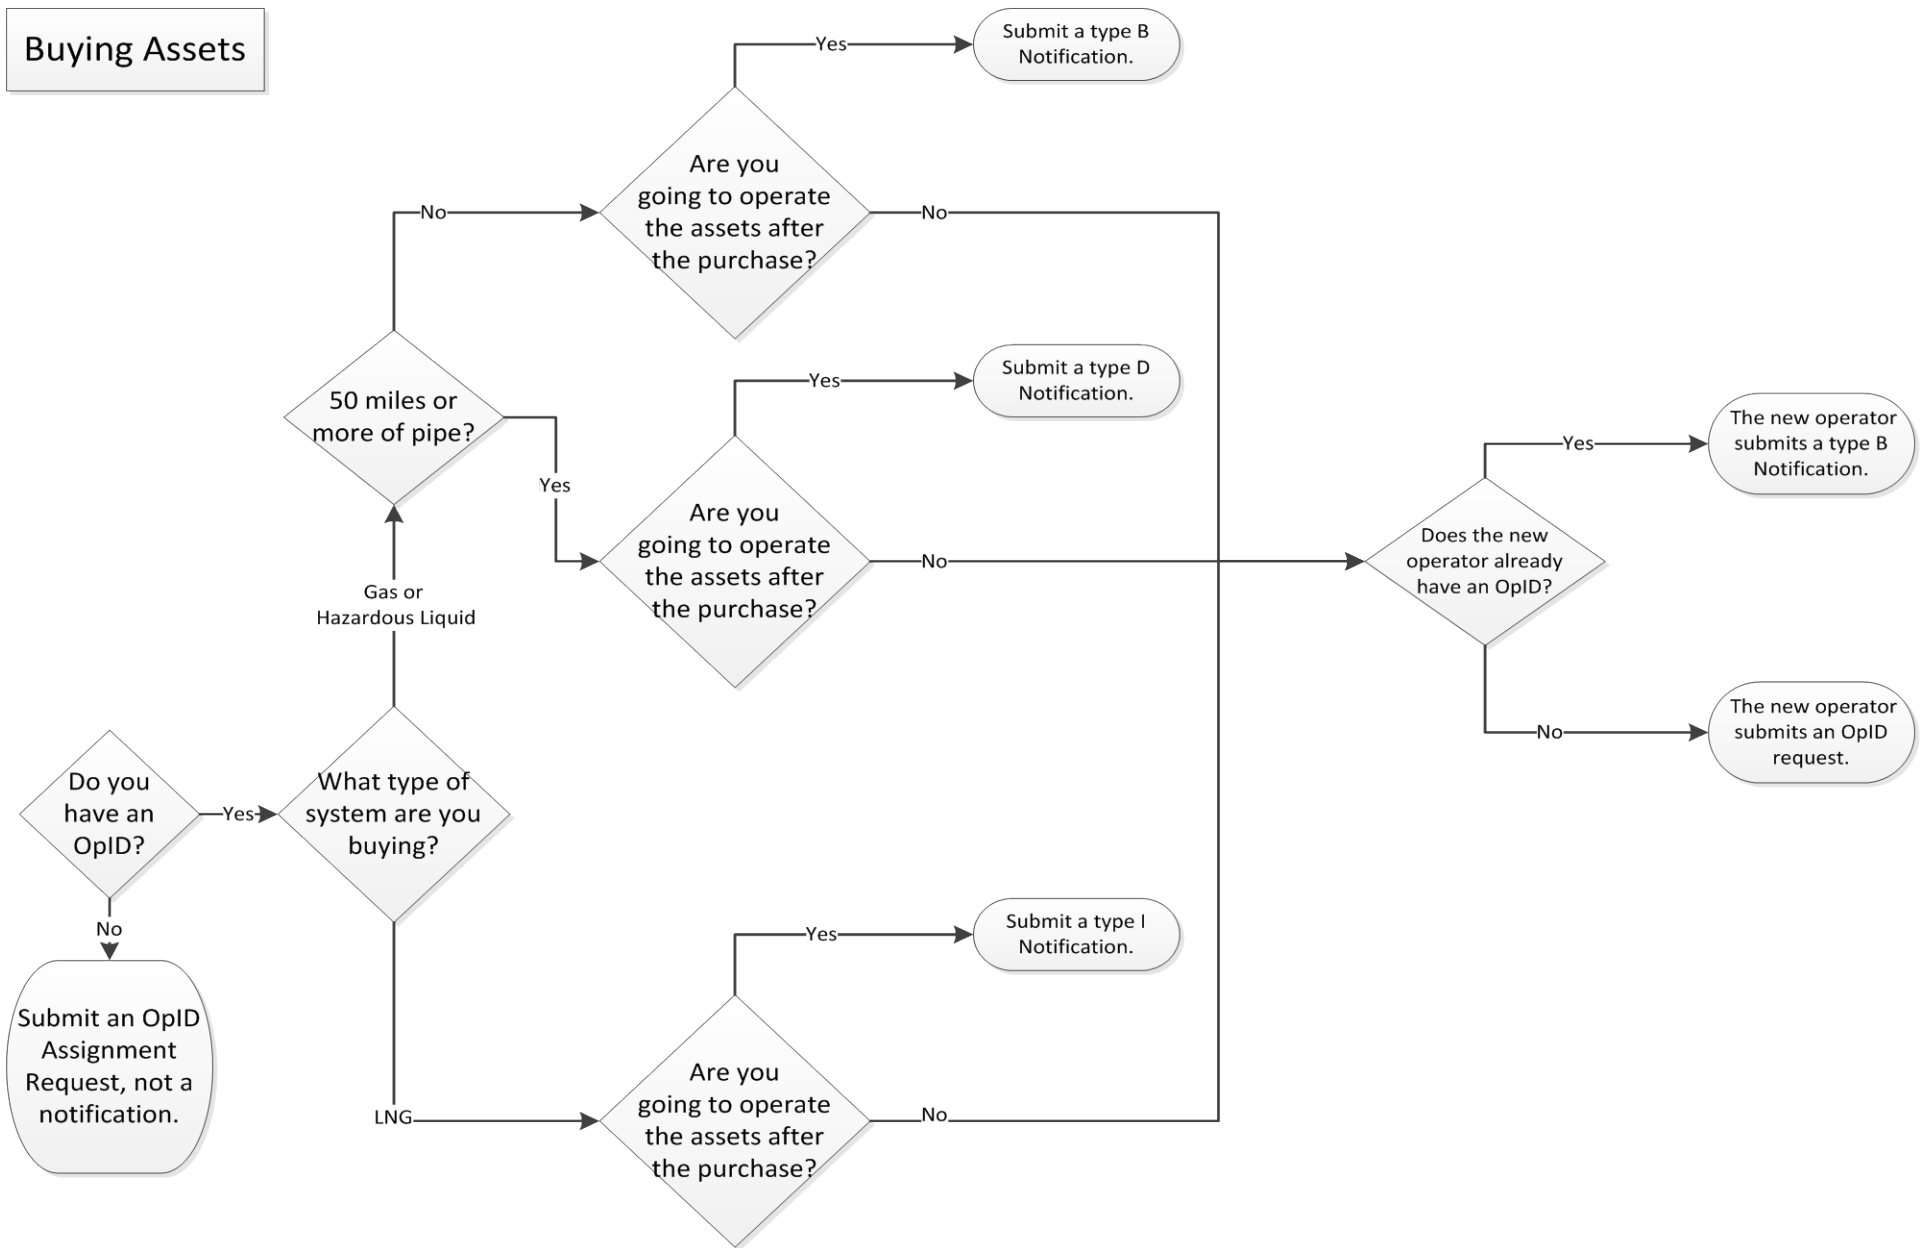 Buying Assets
Yes
Submit a type B
Notification.
Are you
going to operate
the assets after
the purchase?
No
No
50 miles or
more of pipe?
Yes
Yes
Submit a type D
Notification.
Are you
going to operate
the assets after
the purchase?
No
Gas or
Hazardous Liquid
Does the new
operator already
have an OpID?
Yes
The new operator
submits a type B
Notification.
No
The new operator
submits an OpID
request.
Do you
have an
OpID?
Yes
What type of
system are you
buying?
No
Submit an OpID
Assignment
Request, not a
notification.
LNG
Yes
Submit a type I
Notification.
Are you
going to operate
the assets after
the purchase?
No